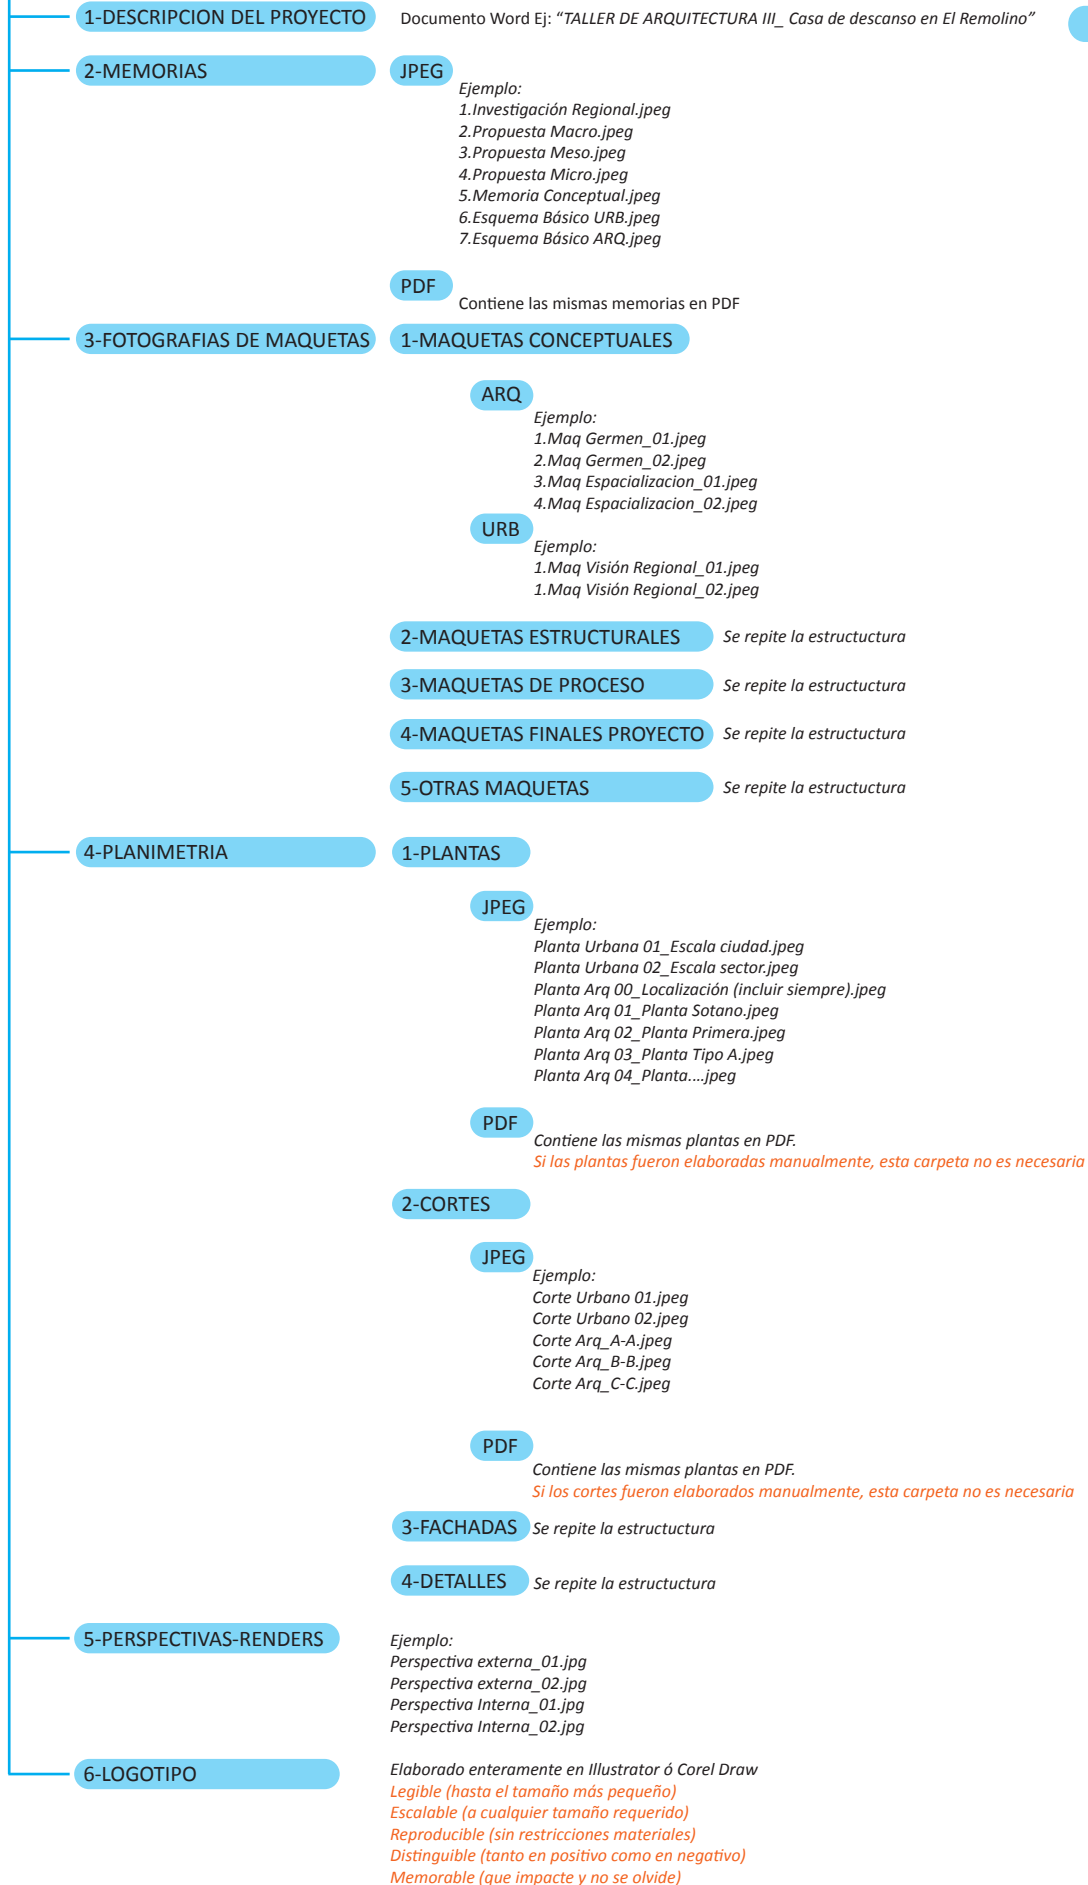 1-DESCRIPCION DEL PROYECTO Documento Word Ej: "TALLER DE ARQUITECTURA III_ Casa de descanso en El Remolino"
2-MEMORIAS JPEG
Ejemplo:
1.Investigación Regional.jpeg
2.Propuesta Macro.jpeg
3.Propuesta Meso.jpeg
4.Propuesta Micro.jpeg
5.Memoria Conceptual.jpeg
6.Esquema Básico URB.jpeg
7.Esquema Básico ARQ.jpeg
PDF
Contiene las mismas memorias en PDF
3-FOTOGRAFIAS DE MAQUETAS 1-MAQUETAS CONCEPTUALES
ARQ
Ejemplo:
1.Maq Germen_01.jpeg
2.Maq Germen_02.jpeg
3.Maq Espacializacion_01.jpeg
4.Maq Espacializacion_02.jpeg
URB
Ejemplo:
1.Maq Visión Regional_01.jpeg
1.Maq Visión Regional_02.jpeg
2-MAQUETAS ESTRUCTURALES Se repite la estructuctura
3-MAQUETAS DE PROCESO Se repite la estructuctura
4-MAQUETAS FINALES PROYECTO Se repite la estructuctura
5-OTRAS MAQUETAS Se repite la estructuctura
4-PLANIMETRIA 1-PLANTAS
JPEG
Ejemplo:
Planta Urbana 01_Escala ciudad.jpeg
Planta Urbana 02_Escala sector.jpeg
Planta Arq 00_Localización (incluir siempre).jpeg
Planta Arq 01_Planta Sotano.jpeg
Planta Arq 02_Planta Primera.jpeg
Planta Arq 03_Planta Tipo A.jpeg
Planta Arq 04_Planta....jpeg
PDF
Contiene las mismas plantas en PDF.
Si las plantas fueron elaboradas manualmente, esta carpeta no es necesaria
2-CORTES
JPEG
Ejemplo:
Corte Urbano 01.jpeg
Corte Urbano 02.jpeg
Corte Arq_A-A.jpeg
Corte Arq_B-B.jpeg
Corte Arq_C-C.jpeg
PDF
Contiene las mismas plantas en PDF.
Si los cortes fueron elaborados manualmente, esta carpeta no es necesaria
3-FACHADAS Se repite la estructuctura
4-DETALLES Se repite la estructuctura
5-PERSPECTIVAS-RENDERS Ejemplo:
Perspectiva externa_01.jpg
Perspectiva externa_02.jpg
Perspectiva Interna_01.jpg
Perspectiva Interna_02.jpg
6-LOGOTIPO Elaborado enteramente en Illustrator ó Corel Draw
Legible (hasta el tamaño más pequeño)
Escalable (a cualquier tamaño requerido)
Reproducible (sin restricciones materiales)
Distinguible (tanto en positivo como en negativo)
Memorable (que impacte y no se olvide)